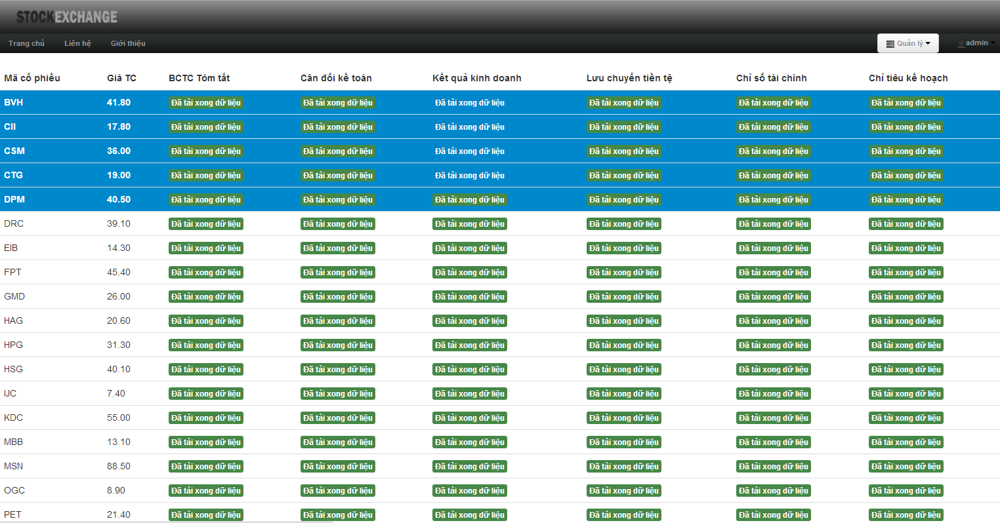 STOCKEXCHANGE
Trang chủ Liên hệ Giới thiệu Quản lý admin
Mã cổ phiếu Giá TC BCTC Tóm tắt Cân đối kế toán Kết quả kinh doanh Lưu chuyển tiền tệ Chỉ số tài chính Chỉ tiêu kế hoạch
BVH 41.80 Đã tải xong dữ liệu Đã tải xong dữ liệu Đã tải xong dữ liệu Đã tải xong dữ liệu Đã tải xong dữ liệu Đã tải xong dữ liệu
CII 17.80 Đã tải xong dữ liệu Đã tải xong dữ liệu Đã tải xong dữ liệu Đã tải xong dữ liệu Đã tải xong dữ liệu Đã tải xong dữ liệu
CSM 36.00 Đã tải xong dữ liệu Đã tải xong dữ liệu Đã tải xong dữ liệu Đã tải xong dữ liệu Đã tải xong dữ liệu Đã tải xong dữ liệu
CTG 19.00 Đã tải xong dữ liệu Đã tải xong dữ liệu Đã tải xong dữ liệu Đã tải xong dữ liệu Đã tải xong dữ liệu Đã tải xong dữ liệu
DPM 40.50 Đã tải xong dữ liệu Đã tải xong dữ liệu Đã tải xong dữ liệu Đã tải xong dữ liệu Đã tải xong dữ liệu Đã tải xong dữ liệu
DRC 39.10 Đã tải xong dữ liệu Đã tải xong dữ liệu Đã tải xong dữ liệu Đã tải xong dữ liệu Đã tải xong dữ liệu Đã tải xong dữ liệu
EIB 14.30 Đã tải xong dữ liệu Đã tải xong dữ liệu Đã tải xong dữ liệu Đã tải xong dữ liệu Đã tải xong dữ liệu Đã tải xong dữ liệu
FPT 45.40 Đã tải xong dữ liệu Đã tải xong dữ liệu Đã tải xong dữ liệu Đã tải xong dữ liệu Đã tải xong dữ liệu Đã tải xong dữ liệu
GMD 26.00 Đã tải xong dữ liệu Đã tải xong dữ liệu Đã tải xong dữ liệu Đã tải xong dữ liệu Đã tải xong dữ liệu Đã tải xong dữ liệu
HAG 20.60 Đã tải xong dữ liệu Đã tải xong dữ liệu Đã tải xong dữ liệu Đã tải xong dữ liệu Đã tải xong dữ liệu Đã tải xong dữ liệu
HPG 31.30 Đã tải xong dữ liệu Đã tải xong dữ liệu Đã tải xong dữ liệu Đã tải xong dữ liệu Đã tải xong dữ liệu Đã tải xong dữ liệu
HSG 40.10 Đã tải xong dữ liệu Đã tải xong dữ liệu Đã tải xong dữ liệu Đã tải xong dữ liệu Đã tải xong dữ liệu Đã tải xong dữ liệu
IJC 7.40 Đã tải xong dữ liệu Đã tải xong dữ liệu Đã tải xong dữ liệu Đã tải xong dữ liệu Đã tải xong dữ liệu Đã tải xong dữ liệu
KDC 55.00 Đã tải xong dữ liệu Đã tải xong dữ liệu Đã tải xong dữ liệu Đã tải xong dữ liệu Đã tải xong dữ liệu Đã tải xong dữ liệu
MBB 13.10 Đã tải xong dữ liệu Đã tải xong dữ liệu Đã tải xong dữ liệu Đã tải xong dữ liệu Đã tải xong dữ liệu Đã tải xong dữ liệu
MSN 88.50 Đã tải xong dữ liệu Đã tải xong dữ liệu Đã tải xong dữ liệu Đã tải xong dữ liệu Đã tải xong dữ liệu Đã tải xong dữ liệu
OGC 8.90 Đã tải xong dữ liệu Đã tải xong dữ liệu Đã tải xong dữ liệu Đã tải xong dữ liệu Đã tải xong dữ liệu Đã tải xong dữ liệu
PET 21.40 Đã tải xong dữ liệu Đã tải xong dữ liệu Đã tải xong dữ liệu Đã tải xong dữ liệu Đã tải xong dữ liệu Đã tải xong dữ liệu